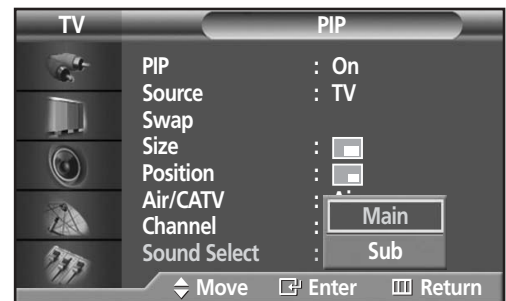 TV PIP
PIP : On
Source : TV
Swap
Size :
Position :
Air/CATV :
Channel :
Sound Select :
Main
Sub
Move Enter Return